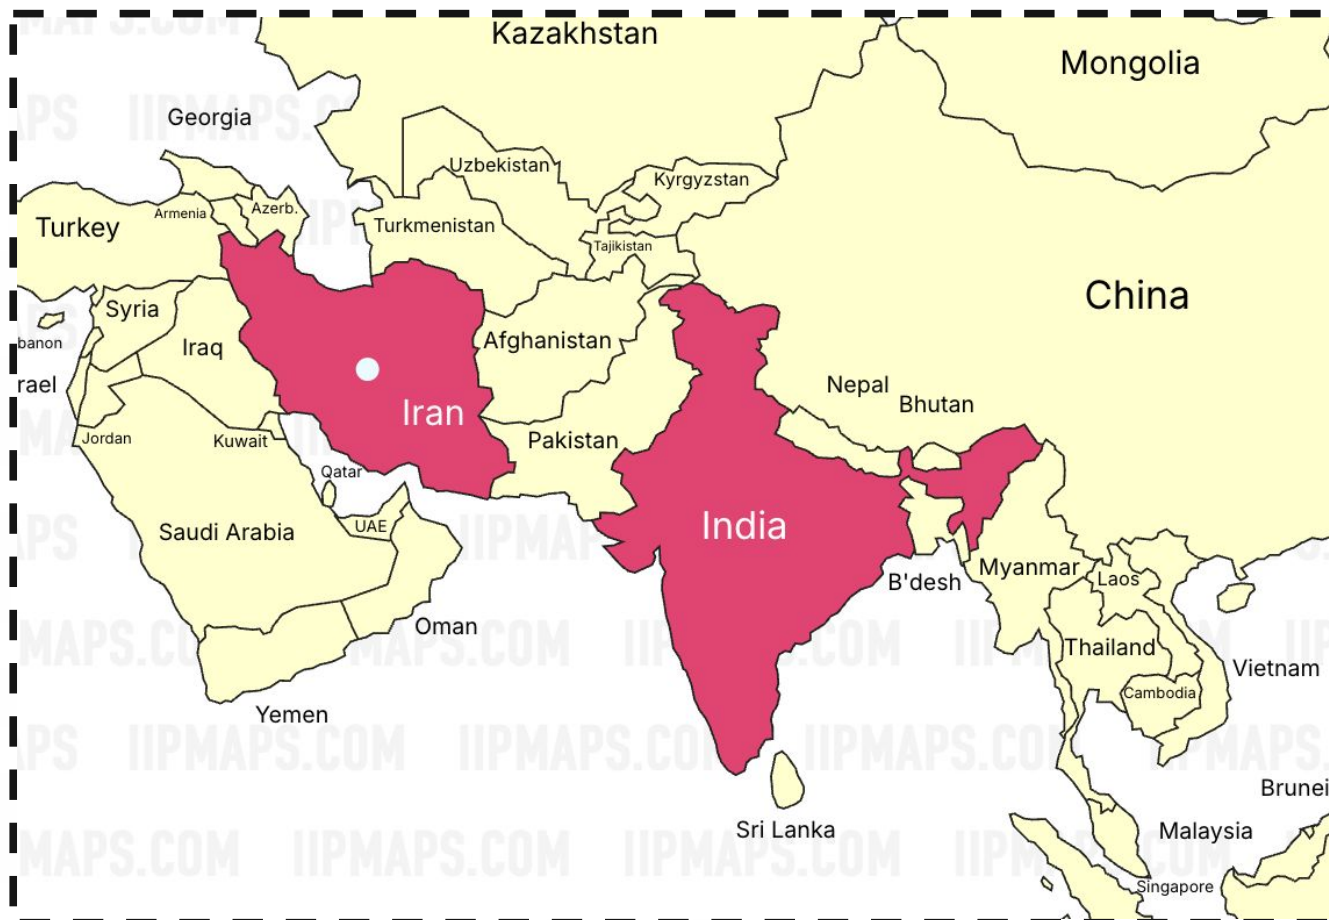 Kazakhstan
Mongolia
Georgia
Uzbekistan
Kyrgyzstan
Armenia
Azerb.
Turkey
Turkmenistan
Tajikistan
China
Syria
banon
Iraq
Afghanistan
rael
Nepal
Bhutan
Iran
Jordan
Kuwait
Pakistan
Qatar
Saudi Arabia
UAE
India
Myanmar
B'desh
Laos
Oman
Thailand
Vietnam
Cambodia
Yemen
Brunei
Sri Lanka
Malaysia
Singapore
IIPMAPS.COM